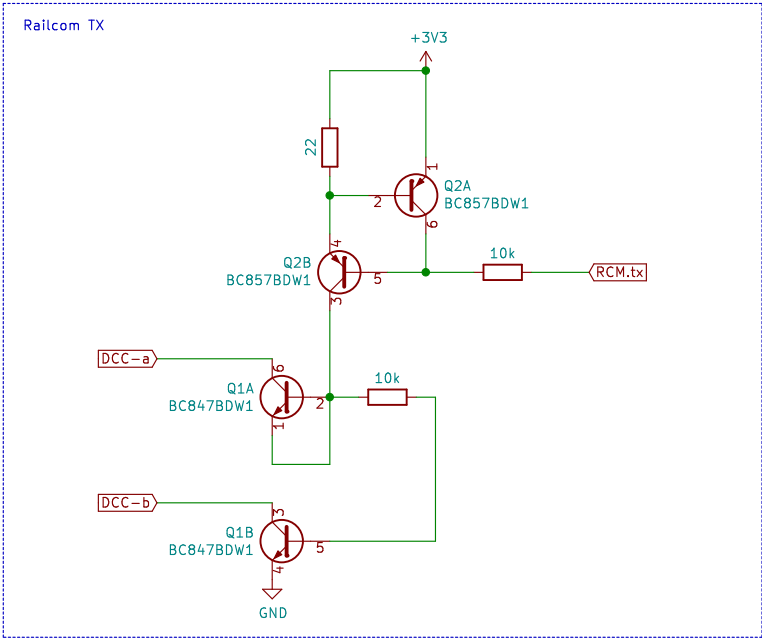 Railcom TX
+3V3
22
1
Q2A
BC857BDW1
2
6
4
Q2B
BC857BDW1
5
3
10k
RCM.tx
DCC-a
6
Q1A
BC847BDW1
2
1
10k
DCC-b
3
Q1B
BC847BDW1
5
4
GND